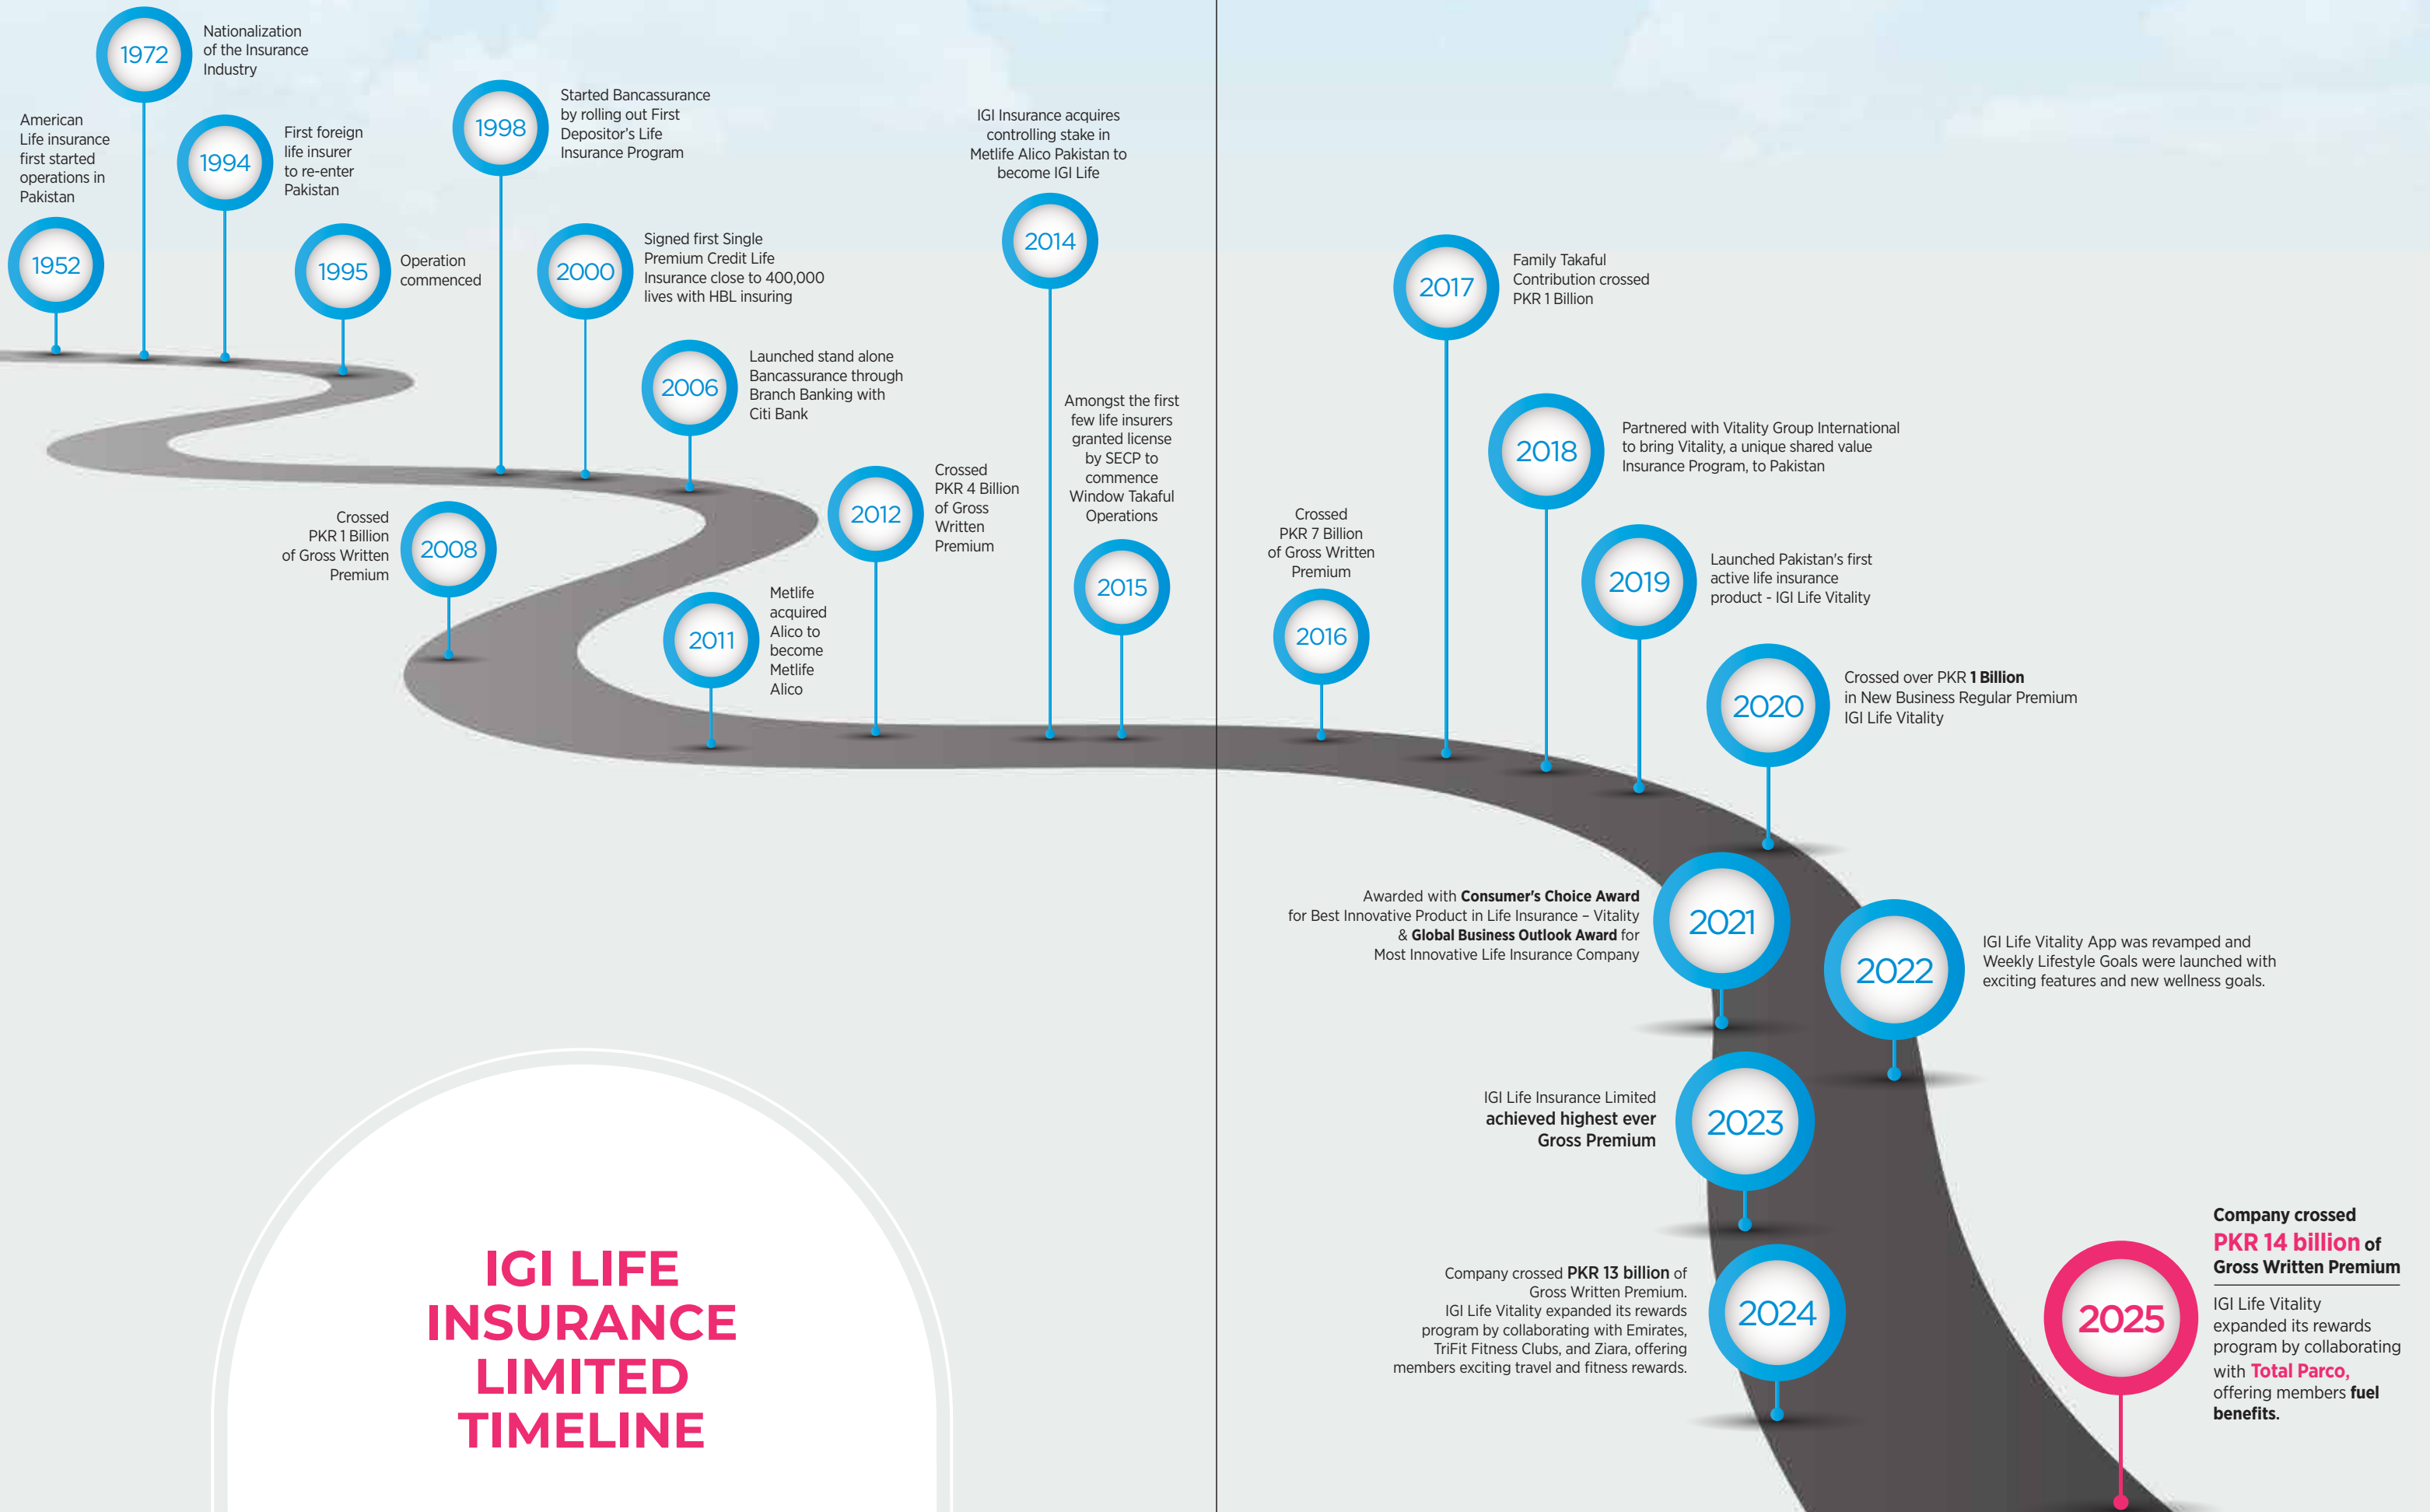 1952
American
Life insurance
first started
operations in
Pakistan
1972
Nationalization
of the Insurance
Industry
1994
First foreign
life insurer
to re-enter
Pakistan
1995
Operation
commenced
1998
Started Bancassurance
by rolling out First
Depositor's Life
Insurance Program
2000
Signed first Single
Premium Credit Life
Insurance close to 400,000
lives with HBL insuring
2006
Launched stand alone
Bancassurance through
Branch Banking with
Citi Bank
2008
Crossed
PKR 1 Billion
of Gross Written
Premium
2011
Metlife
acquired
Alico to
become
Metlife
Alico
2012
Crossed
PKR 4 Billion
of Gross
Written
Premium
IGI Insurance acquires
controlling stake in
Metlife Alico Pakistan to
become IGI Life
2014
Amongst the first
few life insurers
granted license
by SECP to
commence
Window Takaful
Operations
2015
Crossed
PKR 7 Billion
of Gross Written
Premium
2016
2017
Family Takaful
Contribution crossed
PKR 1 Billion
2018
Partnered with Vitality Group International
to bring Vitality, a unique shared value
Insurance Program, to Pakistan
2019
Launched Pakistan's first
active life insurance
product - IGI Life Vitality
2020
Crossed over PKR 1 Billion
in New Business Regular Premium
IGI Life Vitality
2021
Awarded with Consumer's Choice Award
for Best Innovative Product in Life Insurance – Vitality
& Global Business Outlook Award for
Most Innovative Life Insurance Company
2022
IGI Life Vitality App was revamped and
Weekly Lifestyle Goals were launched with
exciting features and new wellness goals.
2023
IGI Life Insurance Limited
achieved highest ever
Gross Premium
2024
Company crossed PKR 13 billion of
Gross Written Premium.
IGI Life Vitality expanded its rewards
program by collaborating with Emirates,
TriFit Fitness Clubs, and Ziara, offering
members exciting travel and fitness rewards.
2025
Company crossed
PKR 14 billion of
Gross Written Premium
IGI Life Vitality
expanded its rewards
program by collaborating
with Total Parco,
offering members fuel
benefits.
IGI LIFE
INSURANCE
LIMITED
TIMELINE